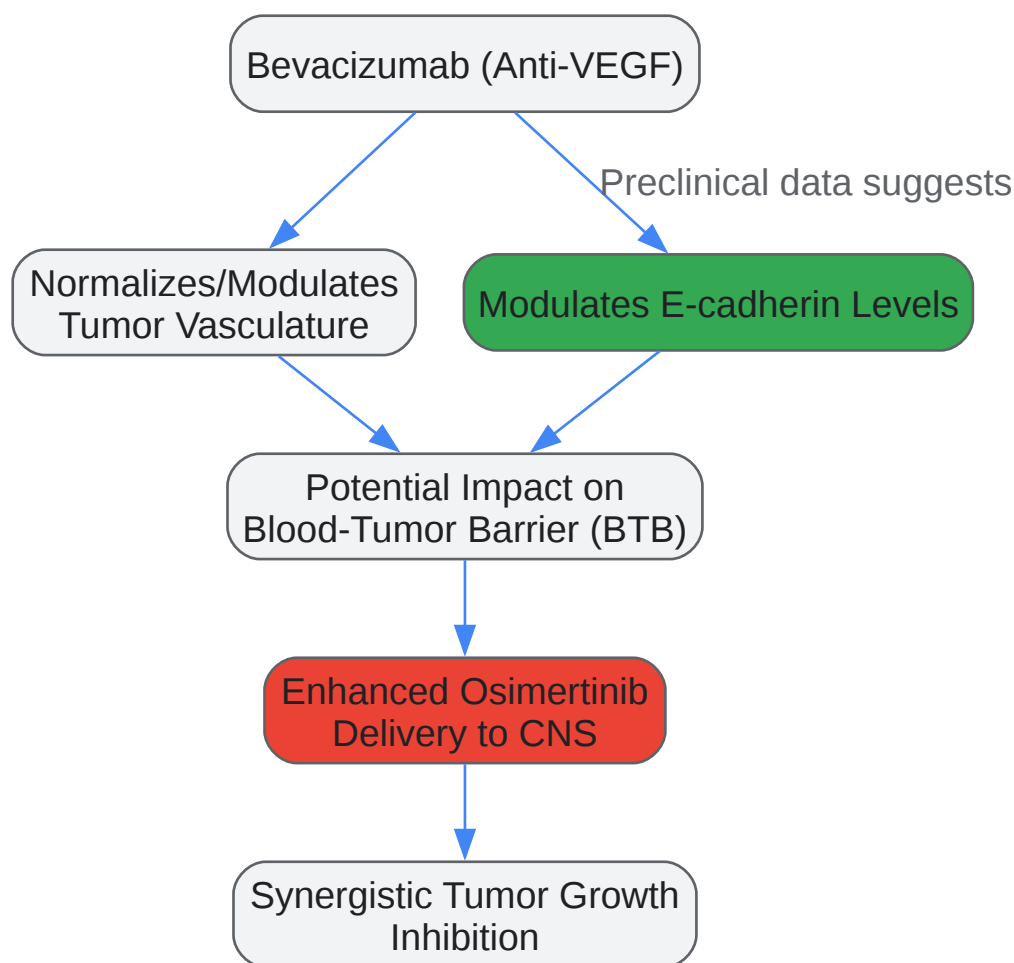 Bevacizumab (Anti-VEGF)
Preclinical data suggests
Normalizes/Modulates
Tumor Vasculature
Modulates E-cadherin Levels
Potential Impact on
Blood-Tumor Barrier (BTB)
Enhanced Osimertinib
Delivery to CNS
Synergistic Tumor Growth
Inhibition